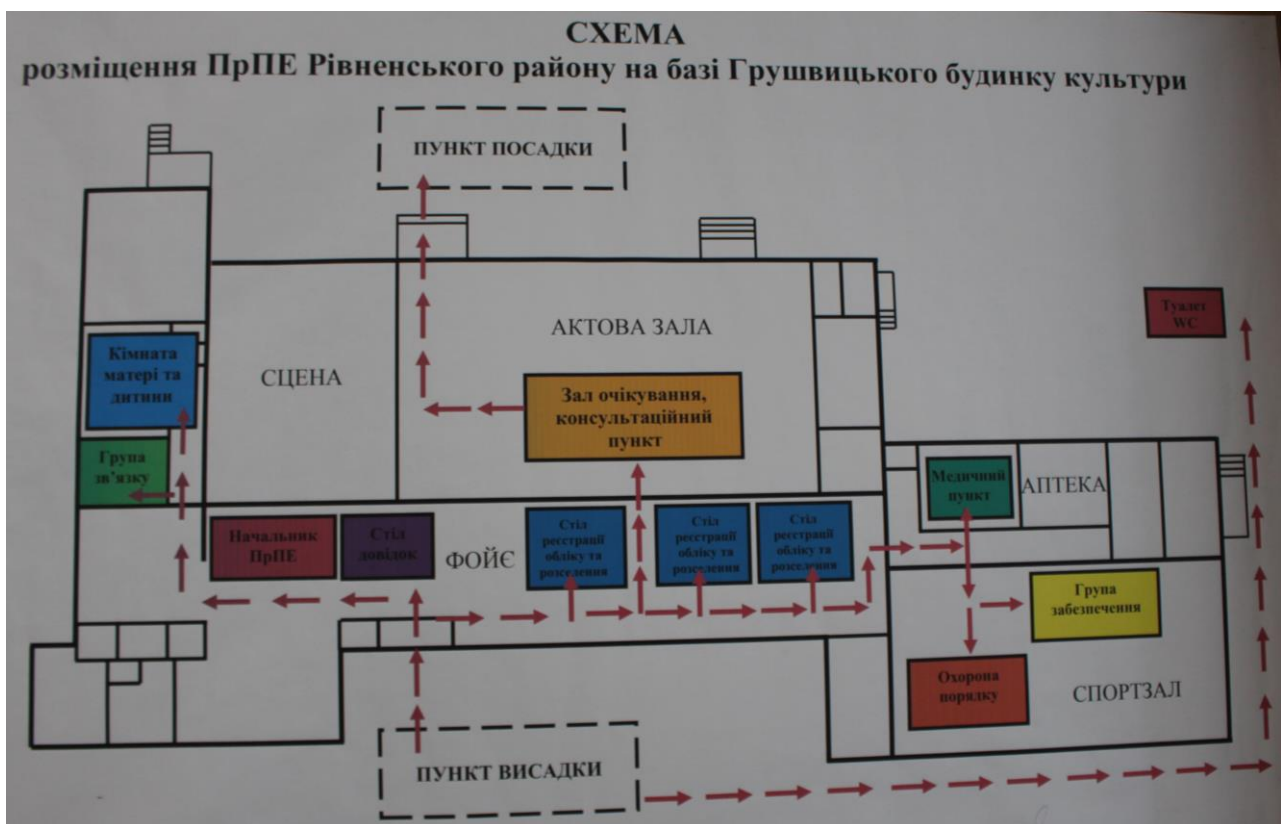 СХЕМА
розміщення ПрПЕ Рівненського району на базі Грушвицького будинку культури
ПУНКТ ПОСАДКИ
АКТОВА ЗАЛА
Туалет
WC
Кімната
матері та
дитини
СЦЕНА
Зал очікування,
консультаційний
пункт
Група
зв’язку
Медичний
пункт
АПТЕКА
Начальник
ПрПЕ
Стіл
довідок
ФОЙЄ
Стіл
реєстрації
обліку та
розселення
Стіл
реєстрації
обліку та
розселення
Стіл
реєстрації
обліку та
розселення
Група
забезпечення
Охорона
порядку
СПОРТЗАЛ
ПУНКТ ВИСАДКИ